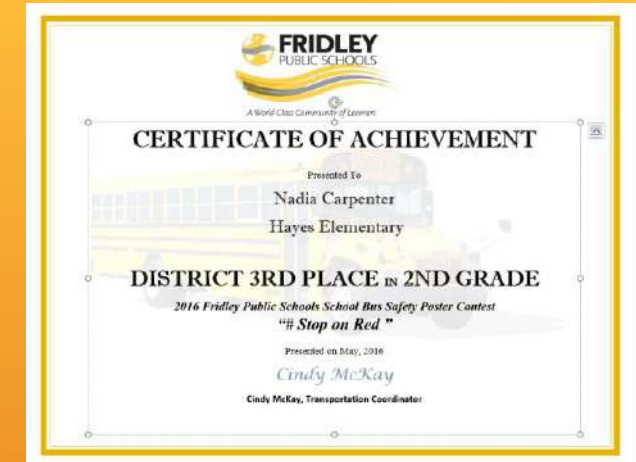 FRIDLEY
PUBLIC SCHOOLS
A World Class Community of Learners
CERTIFICATE OF ACHIEVEMENT
Presented To
Nadia Carpenter
Hayes Elementary
DISTRICT 3RD PLACE IN 2ND GRADE
2016 Fridley Public Schools School Bus Safety Poster Contest
"# Stop on Red "
Presented on May, 2016
Cindy McKay
Cindy McKay, Transportation Coordinator